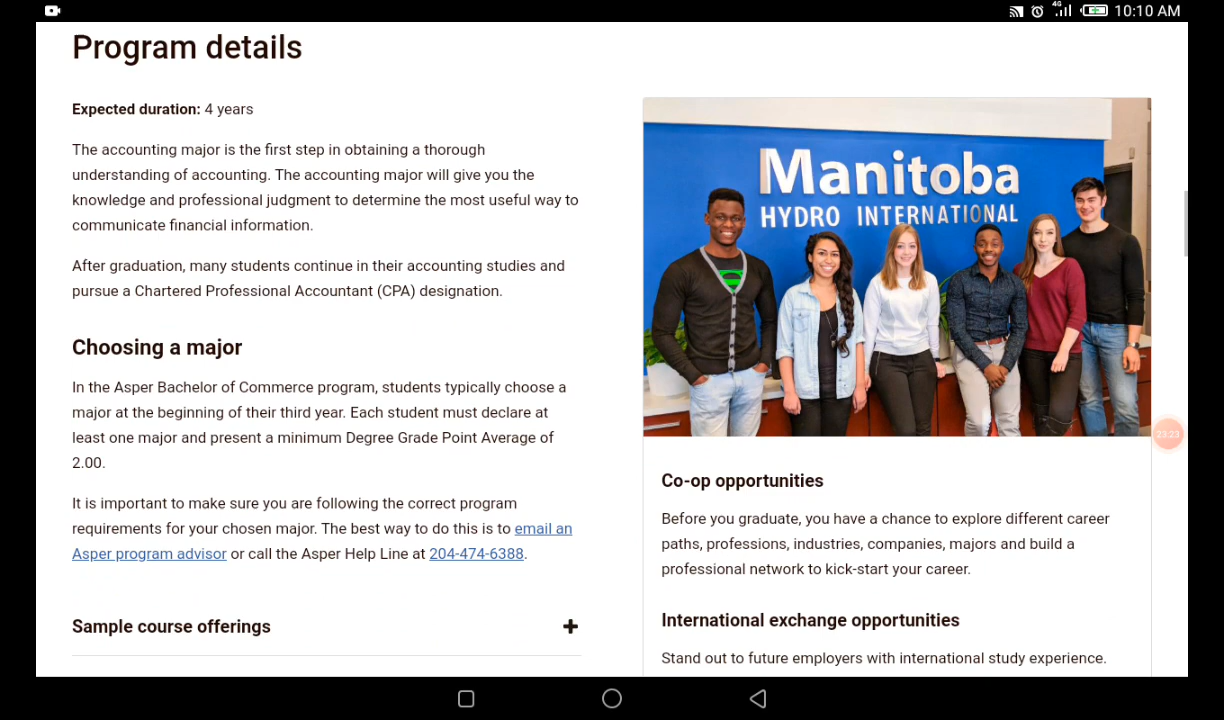 4G 10:10 AM
Program details
Expected duration: 4 years
The accounting major is the first step in obtaining a thorough
understanding of accounting. The accounting major will give you the
knowledge and professional judgment to determine the most useful way to
communicate financial information.
After graduation, many students continue in their accounting studies and
pursue a Chartered Professional Accountant (CPA) designation.
Choosing a major
In the Asper Bachelor of Commerce program, students typically choose a
major at the beginning of their third year. Each student must declare at
least one major and present a minimum Degree Grade Point Average of
2.00.
It is important to make sure you are following the correct program
requirements for your chosen major. The best way to do this is to email an
Asper program advisor or call the Asper Help Line at 204-474-6388.
Sample course offerings
Manitoba
HYDRO INTERNATIONAL
23:23
Co-op opportunities
Before you graduate, you have a chance to explore different career
paths, professions, industries, companies, majors and build a
professional network to kick-start your career.
International exchange opportunities
Stand out to future employers with international study experience.